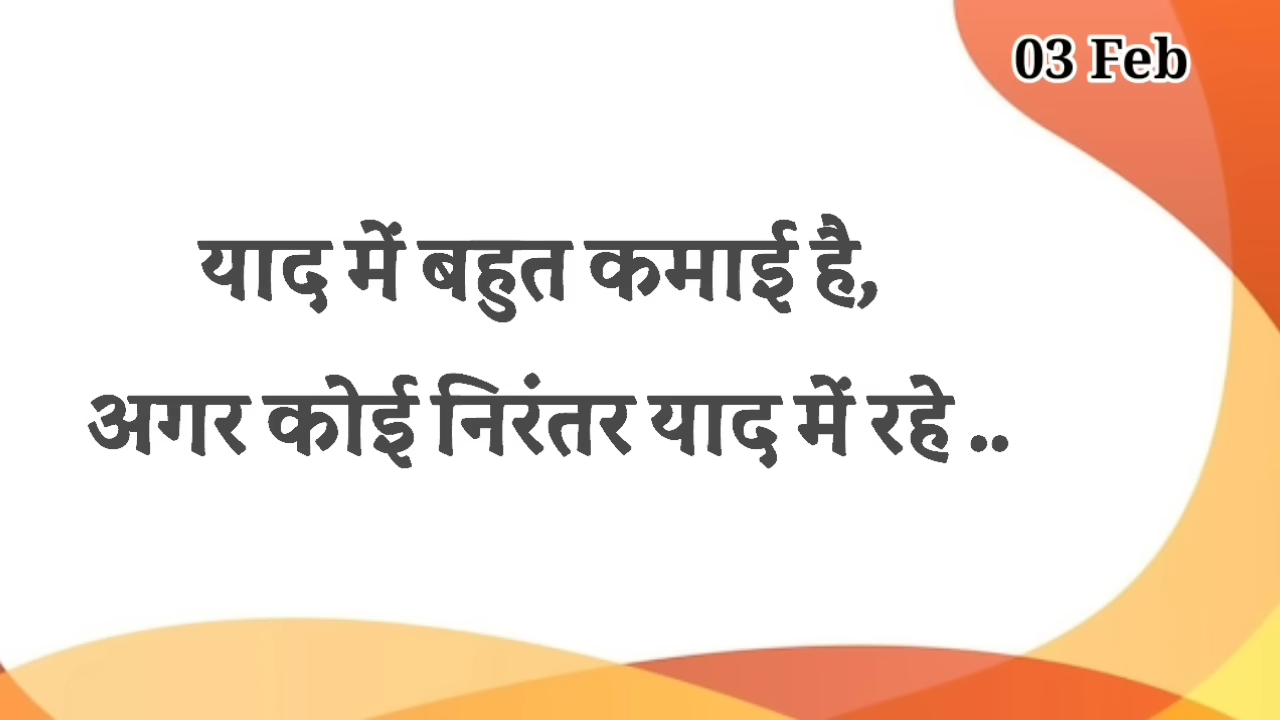 03 Feb
याद में बहुत कमाई है,
अगर कोई निरंतर याद में रहे ..